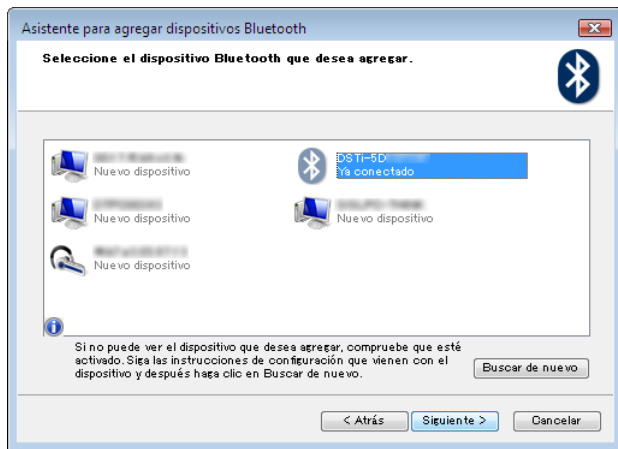 Asistente para agregar dispositivos Bluetooth
Seleccione el dispositivo Bluetooth que desea agregar.
Nuevo dispositivo
DSTi-5D
Ya conectado
Nuevo dispositivo
Nuevo dispositivo
Nuevo dispositivo
Si no puede ver el dispositivo que desea agregar, compruebe que esté
activado. Siga las instrucciones de configuración que vienen con el
dispositivo y después haga clic en Buscar de nuevo.
Buscar de nuevo
< Atrás
Siguiente >
Cancelar